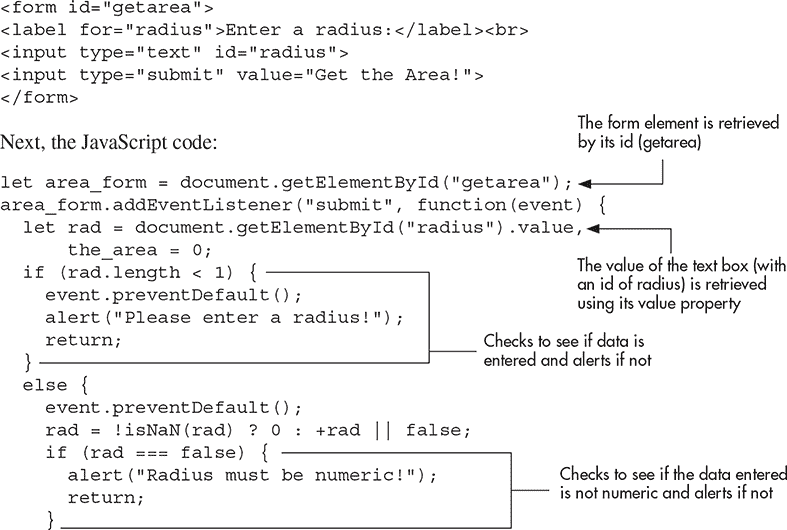 <form id="getarea">
<label for="radius">Enter a radius:</label><br>
<input type="text" id="radius">
<input type="submit" value="Get the Area!">
</form>
Next, the JavaScript code:
The form element is retrieved
by its id (getarea)
let area_form = document.getElementById("getarea");
area_form.addEventListener("submit", function(event) {
let rad = document.getElementById("radius").value,
the_area = 0;
The value of the text box (with
an id of radius) is retrieved
using its value property
if (rad.length < 1) {
event.preventDefault();
alert("Please enter a radius!");
return;
}
Checks to see if data is
entered and alerts if not
else {
event.preventDefault();
rad = !isNaN(rad) ? 0 : +rad || false;
if (rad === false) {
alert("Radius must be numeric!");
return;
}
Checks to see if the data entered
is not numeric and alerts if not